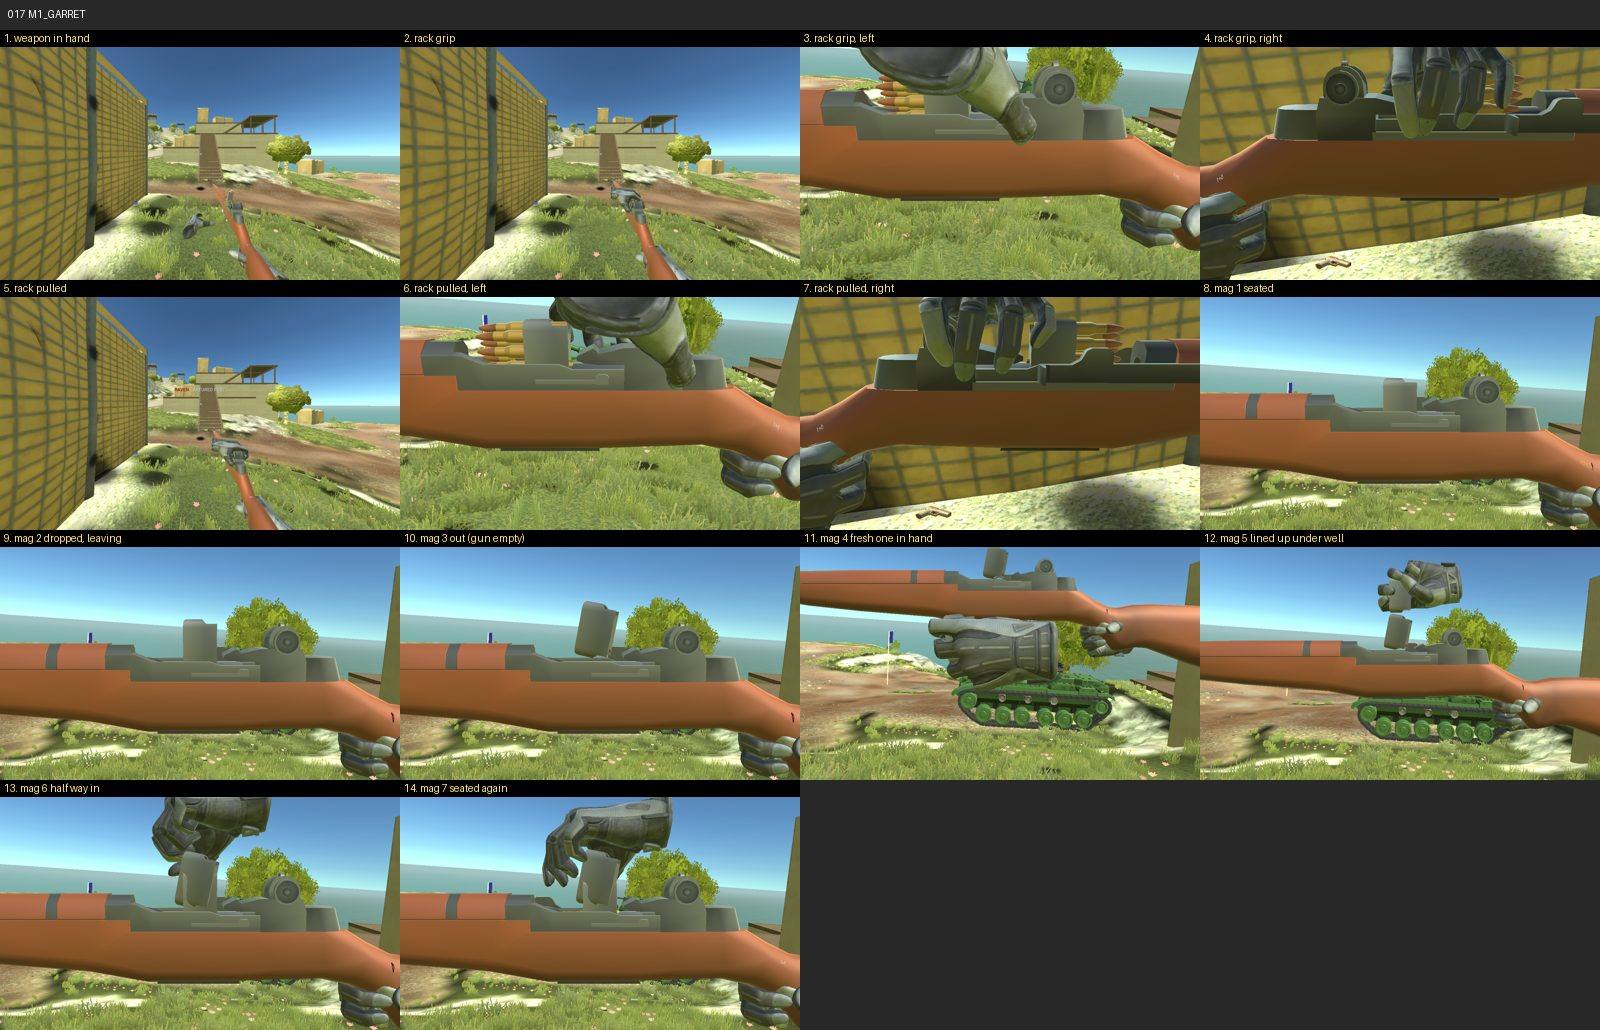 017 M1_GARRET
1. weapon in hand
2. rack grip
3. rack grip, left
4. rack grip, right
5. rack pulled
6. rack pulled, left
7. rack pulled, right
8. mag 1 seated
9. mag 2 dropped, leaving
10. mag 3 out (gun empty)
11. mag 4 fresh one in hand
12. mag 5 lined up under well
13. mag 6 half way in
14. mag 7 seated again